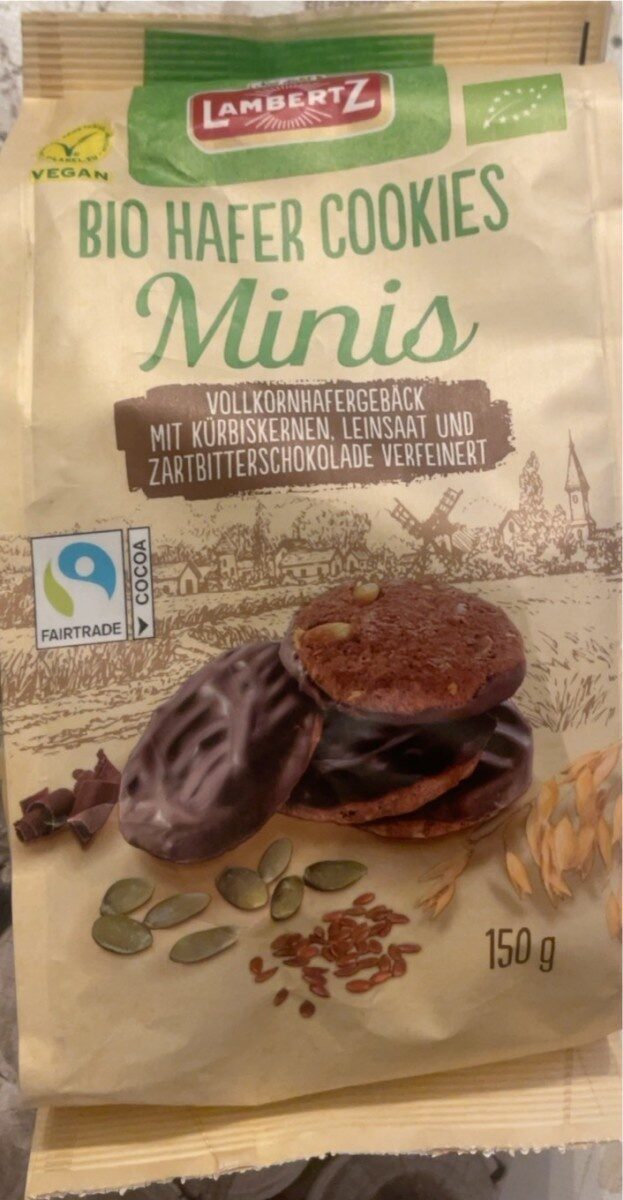 LAMBERTZ
VEGAN
BIO HAFER COOKIES
Minis
VOLLKORNHAFERGEBÄCK
MIT KÜRBISKERNEN, LEINSAAT UND
ZARTBITTERSCHOKOLADE VERFEINERT
FAIRTRADE
COCOA
150 g